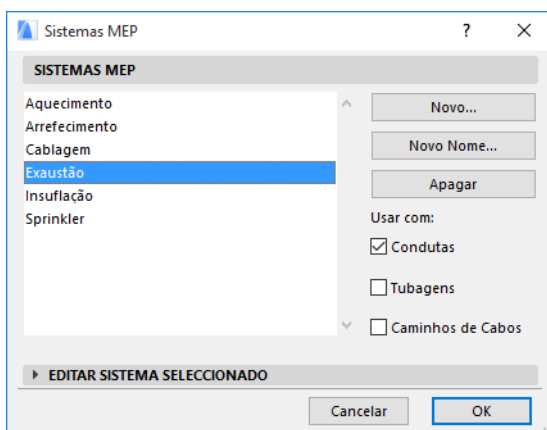 Sistemas MEP
?
SISTEMAS MEP
Aquecimento
Arrefecimento
Cablagem
Exaustão
Insuflação
Sprinkler
Novo...
Novo Nome...
Apagar
Usar com:
Condutas
Tubagens
Caminhos de Cabos
EDITAR SISTEMA SELECCIONADO
Cancelar
OK